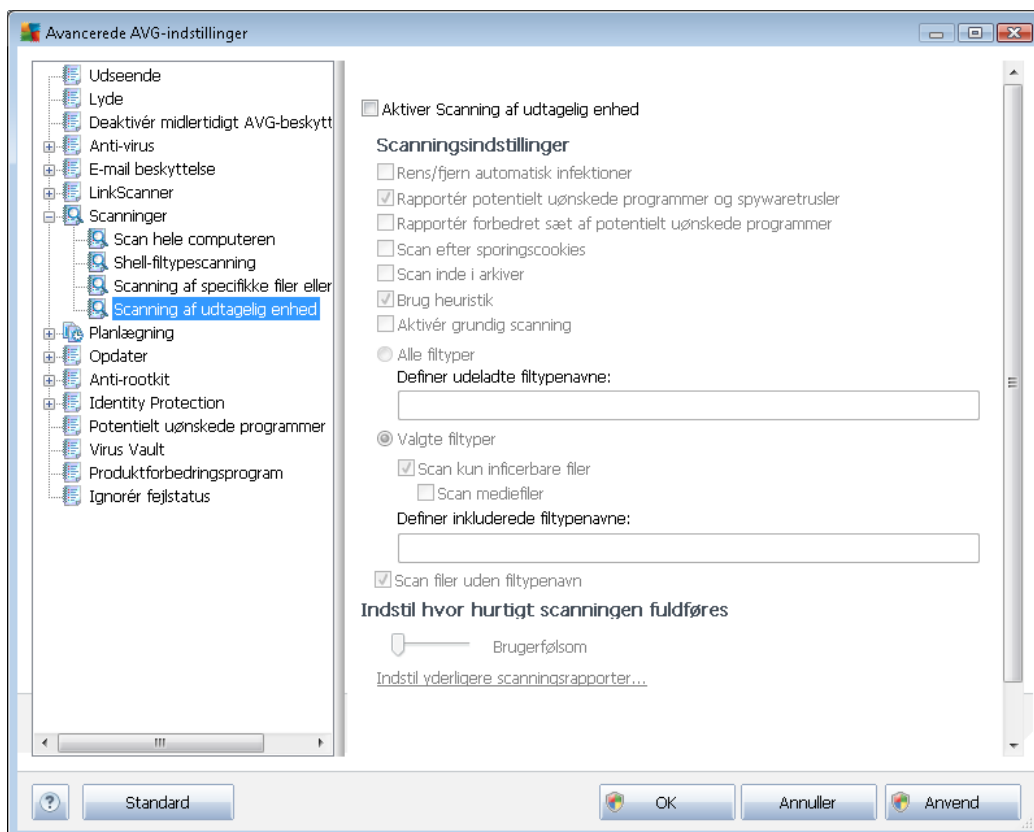 Avancerede AVG-indstillinger
Udseende
Lyde
Deaktivér midlertidigt AVG-beskytt
Anti-virus
E-mail beskyttelse
LinkScanner
Scanninger
Scan hele computeren
Shell-filtypescanning
Scanning af specifikke filer eller
Scanning af udtagelig enhed
Planlægning
Opdater
Anti-rootkit
Identity Protection
Potentielt uønskede programmer
Virus Vault
Produktforbedringsprogram
Ignorér fejlstatus
Aktiver Scanning af udtagelig enhed
Scanningsindstillinger
Rens/fjern automatisk infektioner
Rapportér potentielt uønskede programmer og spywaretrusler
Rapportér forbedret sæt af potentielt uønskede programmer
Scan efter sporingscookies
Scan inde i arkiver
Brug heuristik
Aktivér grundig scanning
Alle filtyper
Definer udeladte filtypenavne:
Valgte filtyper
Scan kun inficerbare filer
Scan mediefiler
Definer inkluderede filtypenavne:
Scan filer uden filtypenavn
Indstil hvor hurtigt scanningen fuldføres
Brugerfølsom
Indstil yderligere scanningsrapporter...
? Standard OK Annuller Anvend